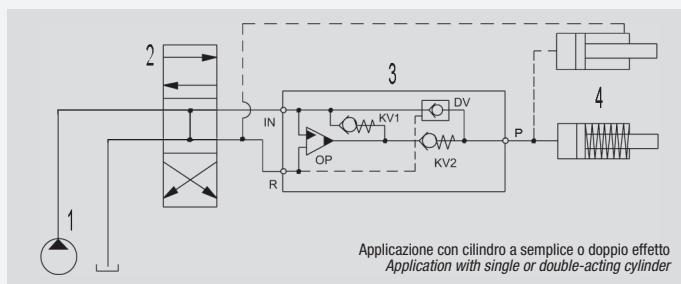 2
3
DV
IN
KV1
P
4
OP
KV2
R
1
Applicazione con cilindro a semplice o doppio effetto
Application with single or double-acting cylinder